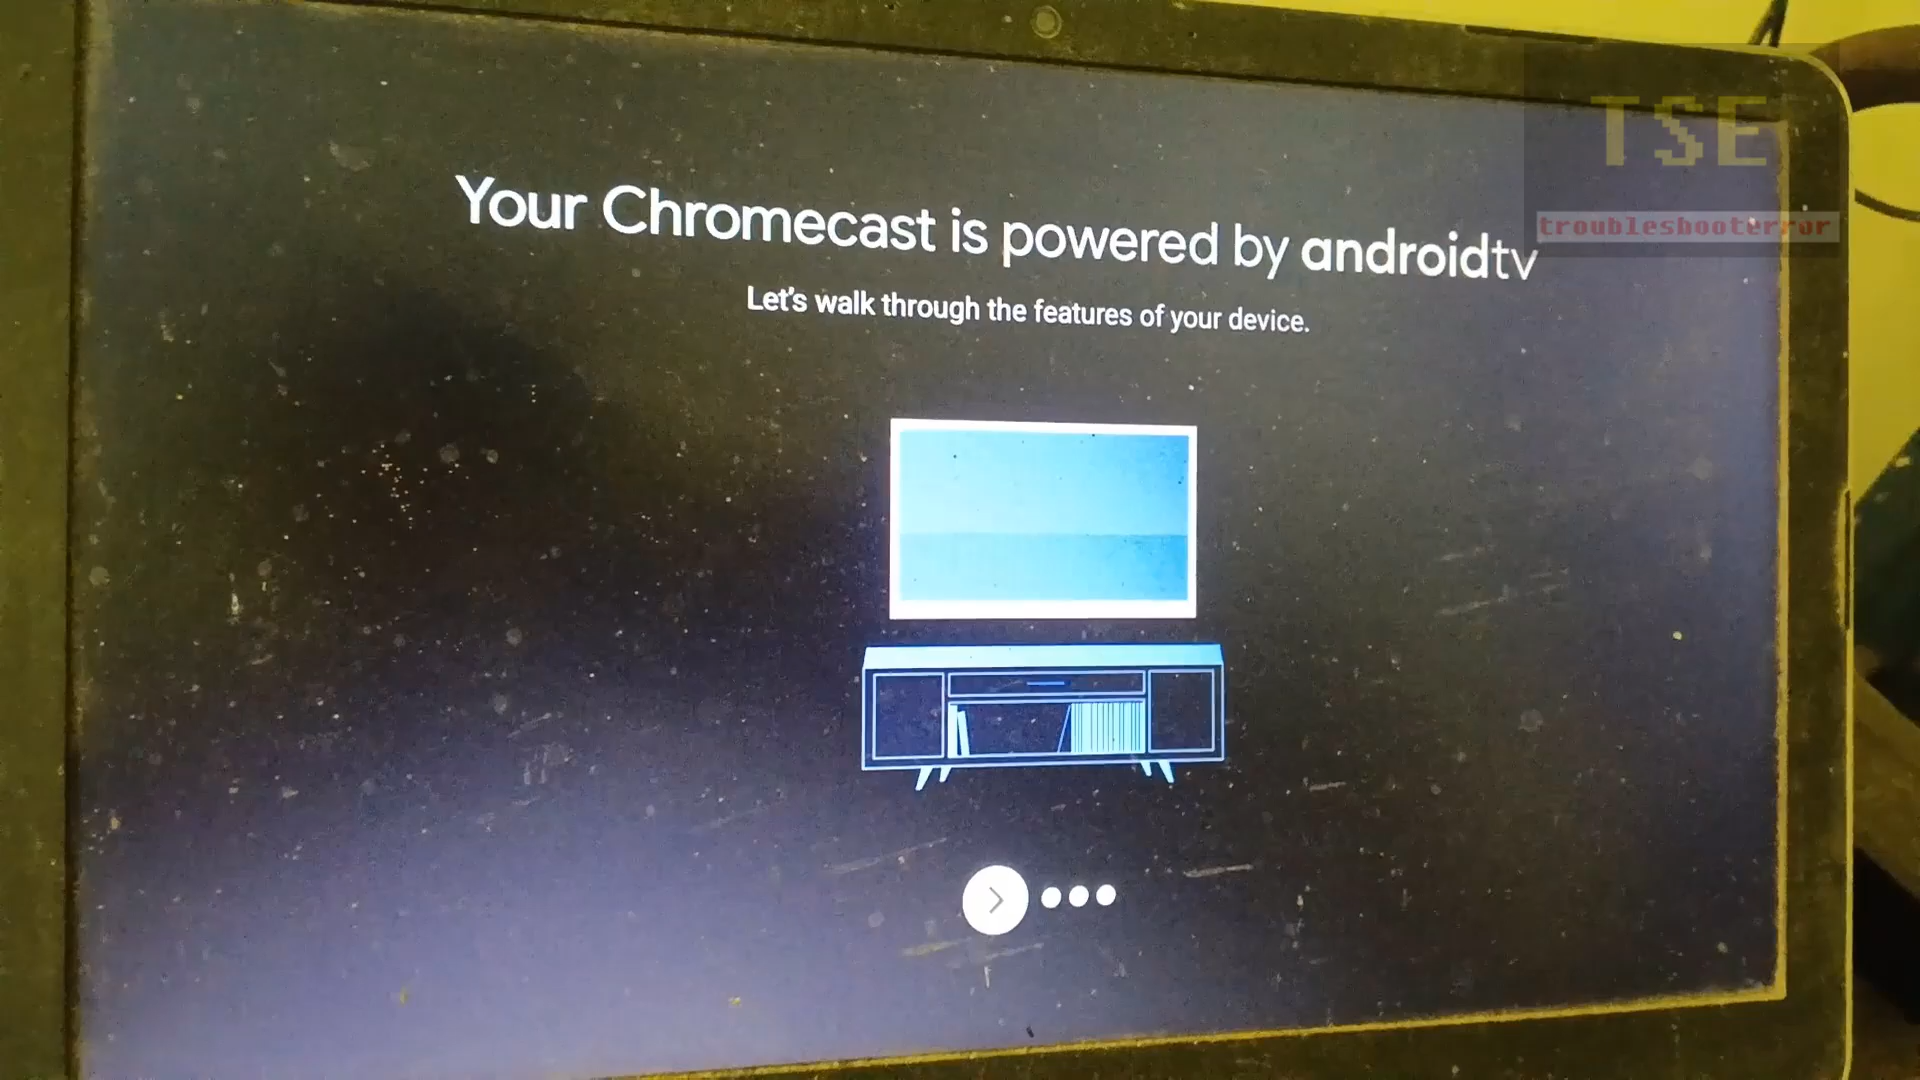 TSE
troubleshooterror
Your Chromecast is powered by androidtv
Let's walk through the features of your device.